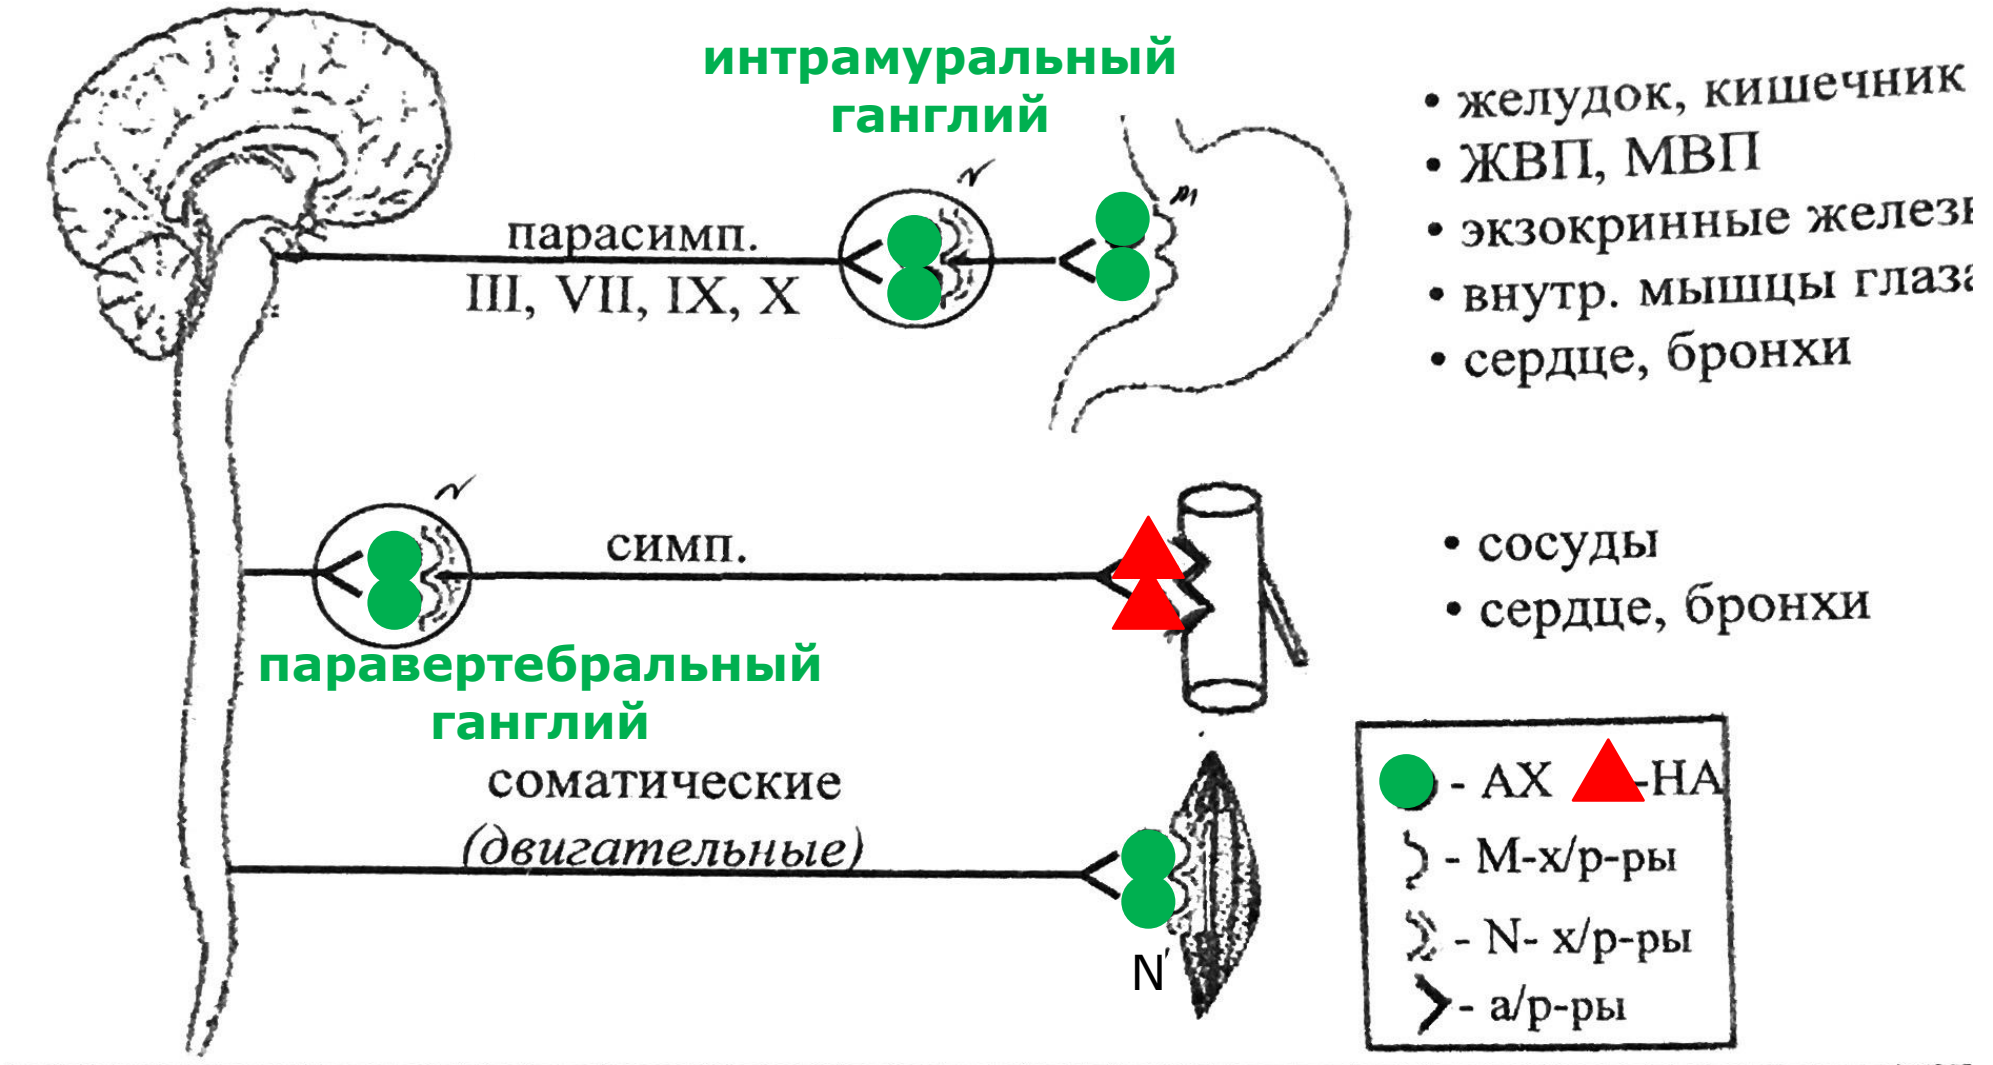 интрамуральный
ганглий
N
парасимп.
III, VII, IX, X
м
• желудок, кишечник
• ЖВП, МВП
• экзокринные желез
• внутр. мышцы глаза
• сердце, бронхи
N
симп.
паравертебральный
ганглий
• сосуды
• сердце, бронхи
соматические
(двигательные)
N
- АХ -НА
- М-х/р-ры
- N- х/р-ры
- а/р-ры